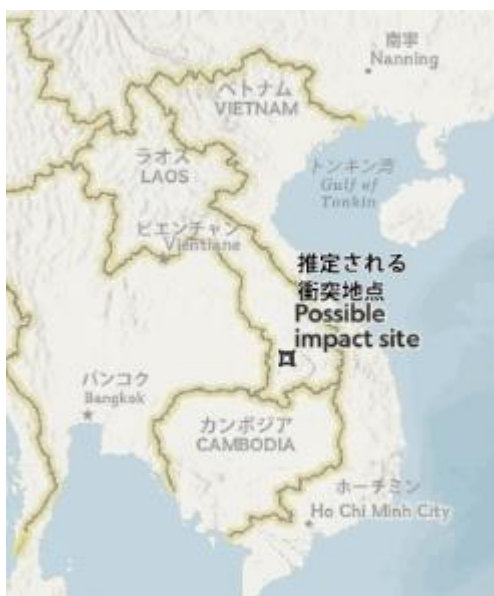 南寧
Nanning
ベトナム
VIETNAM
ラオス
LAOS
トンキン湾
Gulf of
Tonkin
ビエンチャン
Vientiane
推定される
衝突地点
Possible
impact site
バンコク
Bangkok
カンボジア
CAMBODIA
ホーチミン
Ho Chi Minh City